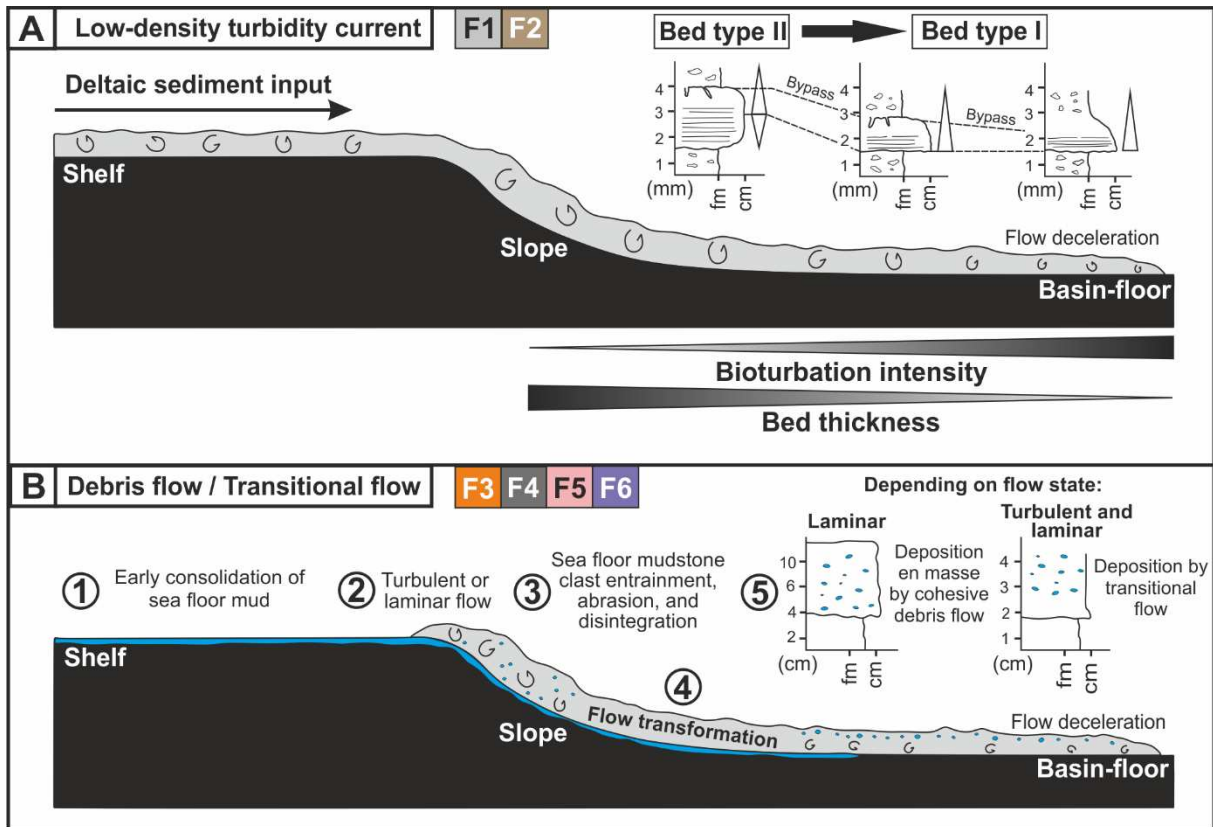 A
Low-density turbidity current
F1 F2
Bed type II
Bed type I
Deltaic sediment input
4
3
2
1
(mm)
fm
cm
Bypass
4
3
2
1
(mm)
fm
cm
Bypass
4
3
2
1
(mm)
fm
cm
Shelf
Slope
Flow deceleration
Basin-floor
Bioturbation intensity
Bed thickness
B
Debris flow / Transitional flow
F3 F4 F5 F6
Depending on flow state:
1
Early consolidation of
sea floor mud
2
Turbulent or
laminar flow
3
Sea floor mudstone
clast entrainment,
abrasion, and
disintegration
5
Laminar
10
6
6
4
2
(cm)
fm
cm
Deposition
en masse
by cohesive
debris flow
Turbulent and
laminar
4
3
2
1
(cm)
fm
cm
Deposition by
transitional
flow
Shelf
4
Flow transformation
Slope
Flow deceleration
Basin-floor